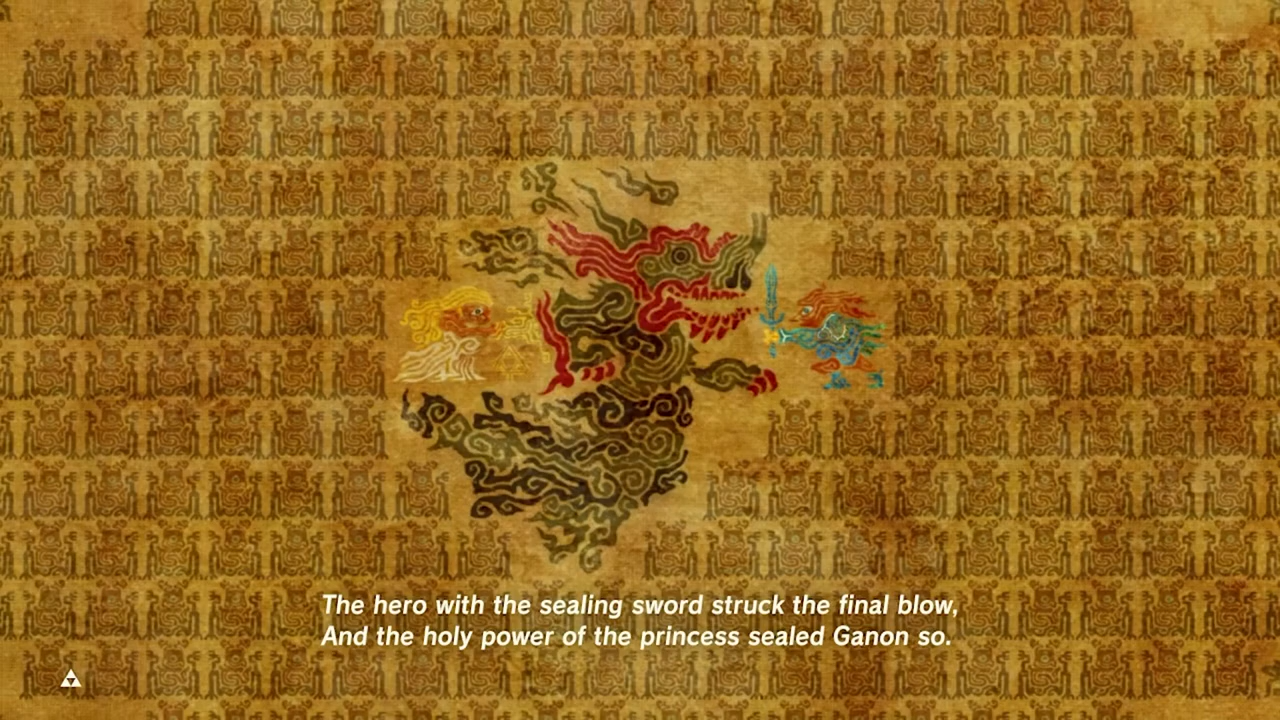 The hero with the sealing sword struck the final blow,
And the holy power of the princess sealed Ganon so.